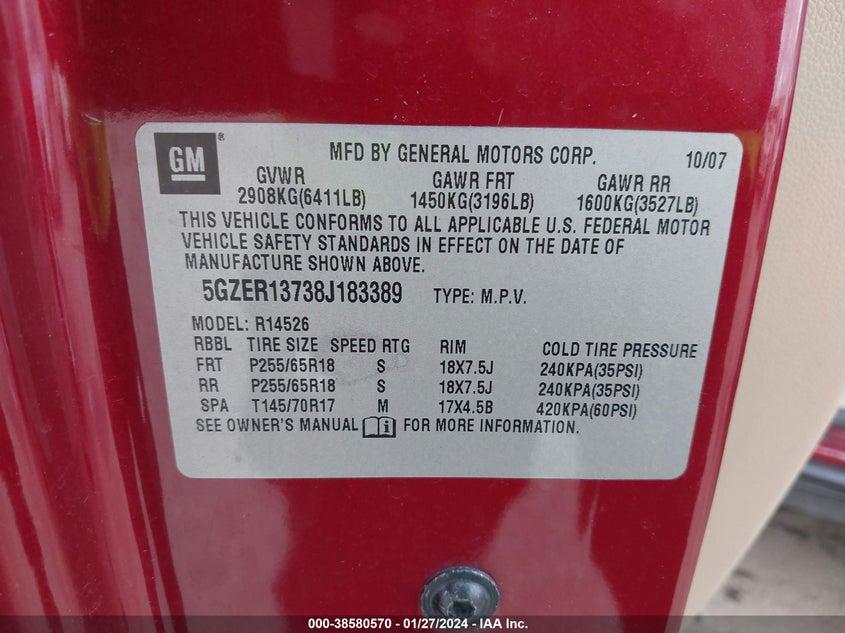 GM ®
MFD BY GENERAL MOTORS CORP. 10/07
GVWR GAWR FRT GAWR RR
2908KG(6411LB) 1450KG(3196LB) 1600KG(3527LB)
THIS VEHICLE CONFORMS TO ALL APPLICABLE U.S. FEDERAL MOTOR
VEHICLE SAFETY STANDARDS IN EFFECT ON THE DATE OF
MANUFACTURE SHOWN ABOVE.
5GZER13738J183389 TYPE: M.P.V.
MODEL: R14526
RBBL TIRE SIZE SPEED RTG RIM COLD TIRE PRESSURE
FRT P255/65R18 S 18X7.5J 240KPA(35PSI)
RR P255/65R18 S 18X7.5J 240KPA(35PSI)
SPA T145/70R17 M 17X4.5B 420KPA(60PSI)
SEE OWNER'S MANUAL i FOR MORE INFORMATION.
000-38580570 - 01/27/2024 - IAA Inc.